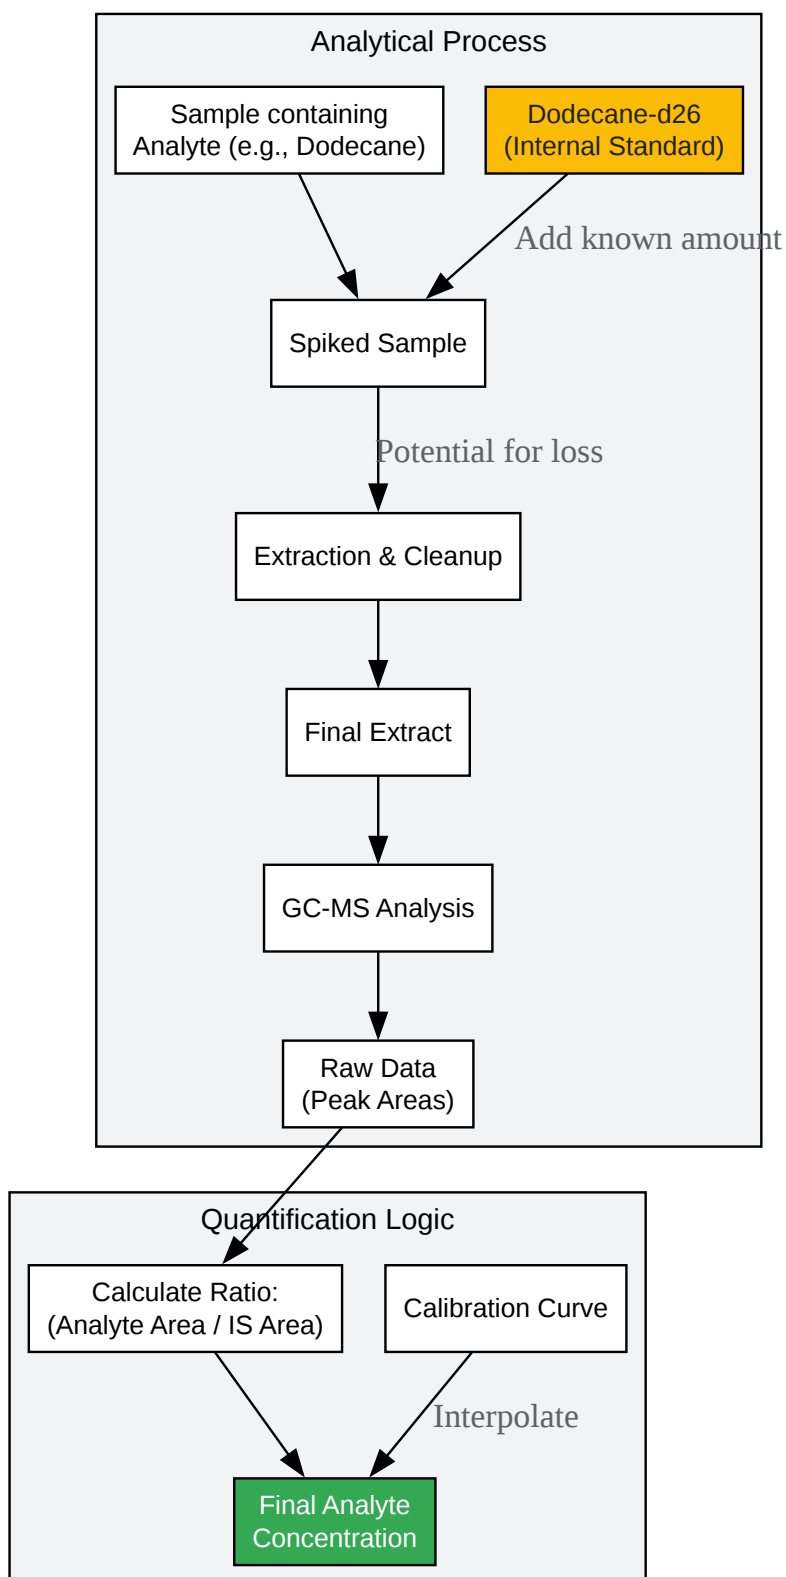 Analytical Process
Sample containing
Analyte (e.g., Dodecane)
Dodecane-d26
(Internal Standard)
Add known amount
Spiked Sample
Potential for loss
Extraction & Cleanup
Final Extract
GC-MS Analysis
Raw Data
(Peak Areas)
Quantification Logic
Calculate Ratio:
(Analyte Area / IS Area)
Calibration Curve
Interpolate
Final Analyte
Concentration